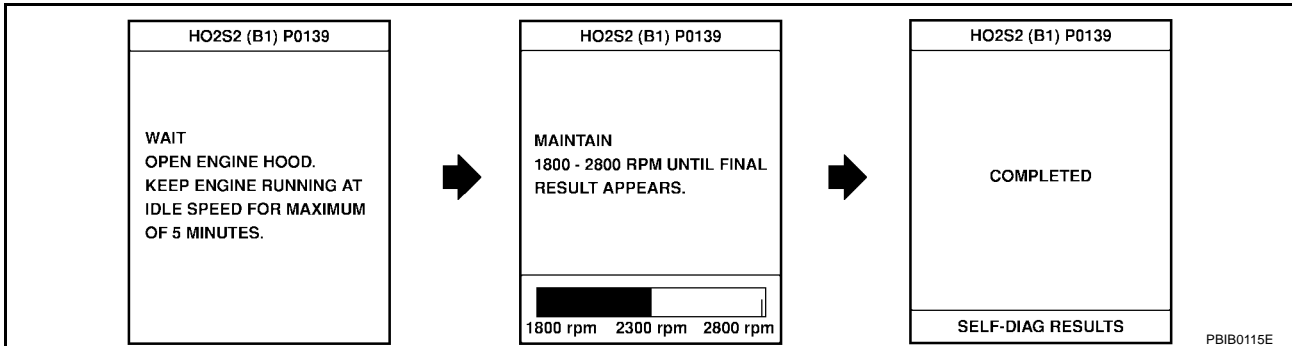 HO2S2 (B1) P0139
WAIT
OPEN ENGINE HOOD.
KEEP ENGINE RUNNING AT
IDLE SPEED FOR MAXIMUM
OF 5 MINUTES.
HO2S2 (B1) P0139
MAINTAIN
1800 - 2800 RPM UNTIL FINAL
RESULT APPEARS.
1800 rpm 2300 rpm 2800 rpm
HO2S2 (B1) P0139
COMPLETED
SELF-DIAG RESULTS
PBIB0115E